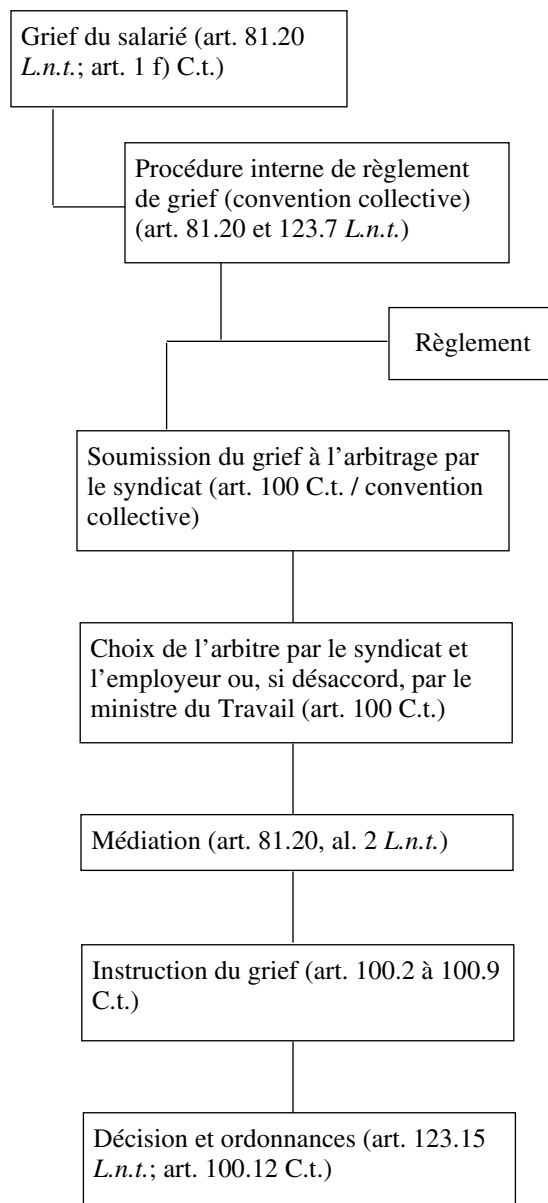 Grief du salarié (art. 81.20
L.n.t.; art. 1 f) C.t.)
Procédure interne de règlement
de grief (convention collective)
(art. 81.20 et 123.7 L.n.t.)
Règlement
Soumission du grief à l’arbitrage par
le syndicat (art. 100 C.t. / convention
collective)
Choix de l’arbitre par le syndicat et
l’employeur ou, si désaccord, par le
ministre du Travail (art. 100 C.t.)
Médiation (art. 81.20, al. 2 L.n.t.)
Instruction du grief (art. 100.2 à 100.9
C.t.)
Décision et ordonnances (art. 123.15
L.n.t.; art. 100.12 C.t.)